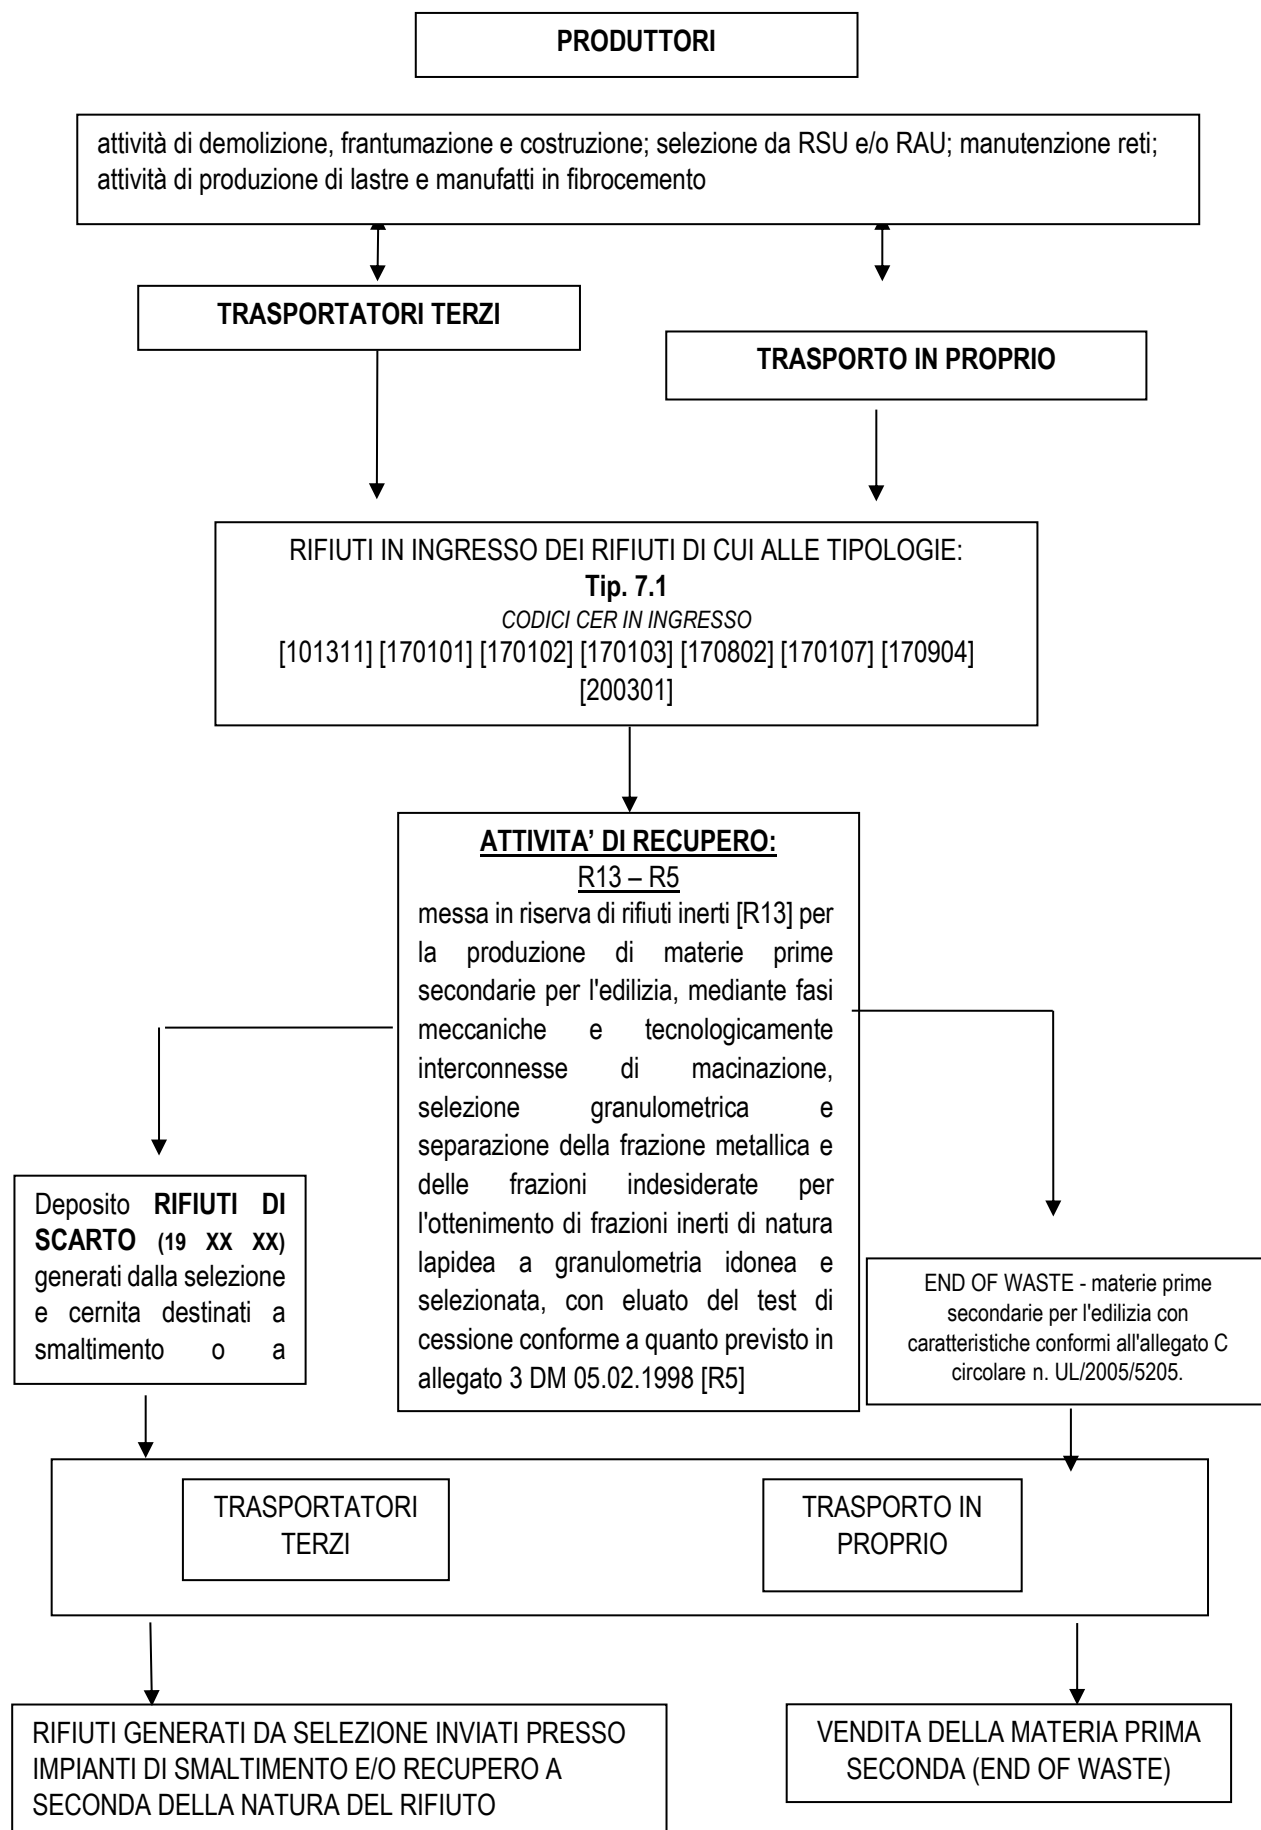 PRODUTTORI
attività di demolizione, frantumazione e costruzione; selezione da RSU e/o RAU; manutenzione reti;
attività di produzione di lastre e manufatti in fibrocemento
TRASPORTATORI TERZI
TRASPORTO IN PROPRIO
RIFIUTI IN INGRESSO DEI RIFIUTI DI CUI ALLE TIPOLOGIE:
Tip. 7.1
CODICI CER IN INGRESSO
[101311] [170101] [170102] [170103] [170802] [170107] [170904]
[200301]
ATTIVITA’ DI RECUPERO:
R13 – R5
messa in riserva di rifiuti inerti [R13] per
la produzione di materie prime
secondarie per l'edilizia, mediante fasi
meccaniche e tecnologicamente
interconnesse di macinazione,
selezione granulometrica e
separazione della frazione metallica e
delle frazioni indesiderate per
l'ottenimento di frazioni inerti di natura
lapidea a granulometria idonea e
selezionata, con eluato del test di
cessione conforme a quanto previsto in
allegato 3 DM 05.02.1998 [R5]
Deposito RIFIUTI DI
SCARTO (19 XX XX)
generati dalla selezione
e cernita destinati a
smaltimento o a
END OF WASTE - materie prime
secondarie per l'edilizia con
caratteristiche conformi all'allegato C
circolare n. UL/2005/5205.
TRASPORTATORI
TERZI
TRASPORTO IN
PROPRIO
RIFIUTI GENERATI DA SELEZIONE INVIATI PRESSO
IMPIANTI DI SMALTIMENTO E/O RECUPERO A
SECONDA DELLA NATURA DEL RIFIUTO
VENDITA DELLA MATERIA PRIMA
SECONDA (END OF WASTE)